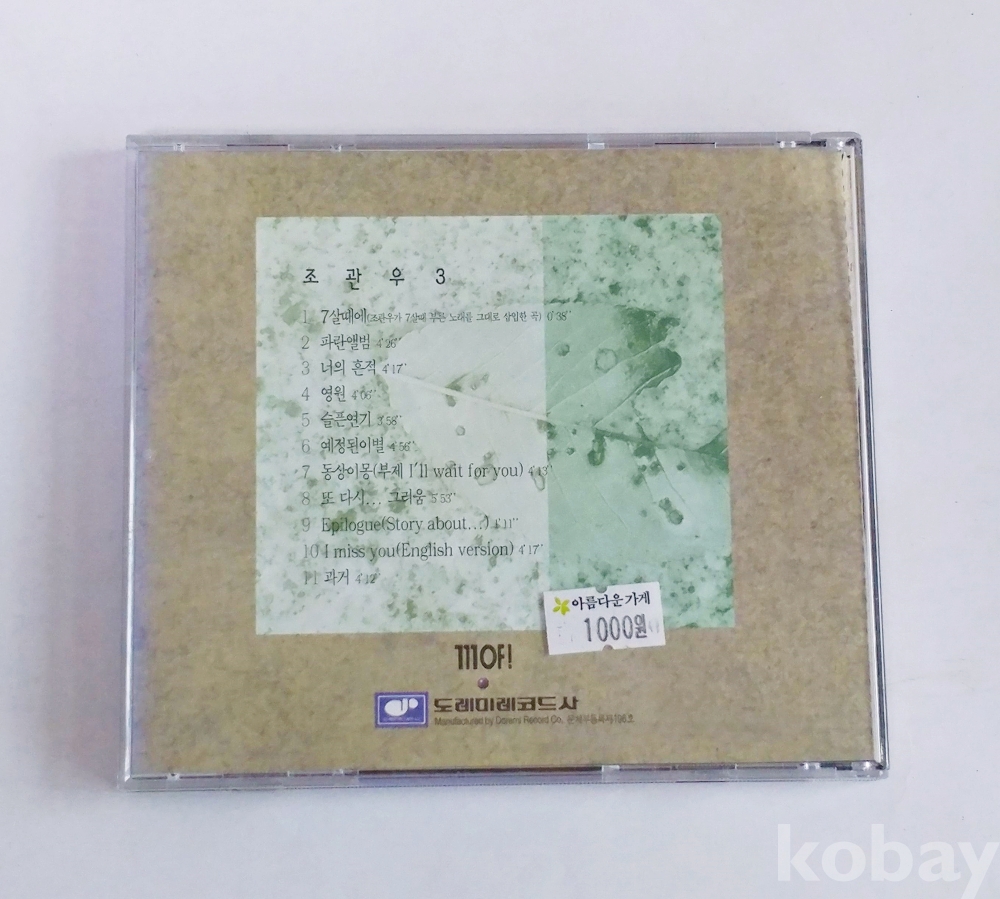 조 관 우 3
1 7살때에(조관우가 7살때 부른 노래를 그대로 삽입한 곡) 0'38''
2 파란앨범 4'26''
3 너의 흔적 4'17''
4 영원 4'06''
5 슬픈연기 3'58''
6 예정된이별 4'56''
7 동상이몽(부제 I'll wait for you) 4'43''
8 또 다시... 그리움 5'53''
9 Epilogue(Story about...) 4'11''
10 I miss you(English version) 4'17''
11 과거 4'12''
아름다운가게
1000원
도레미레코드사
Manufactured by Doremi Record Co.
kobay